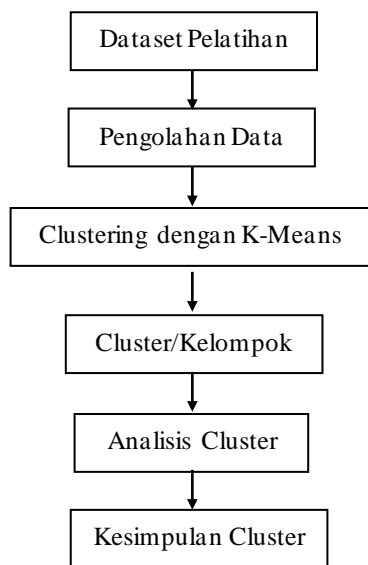 Dataset Pelatihan
Pengolahan Data
Clustering dengan K-Means
Cluster/Kelompok
Analisis Cluster
Kesimpulan Cluster